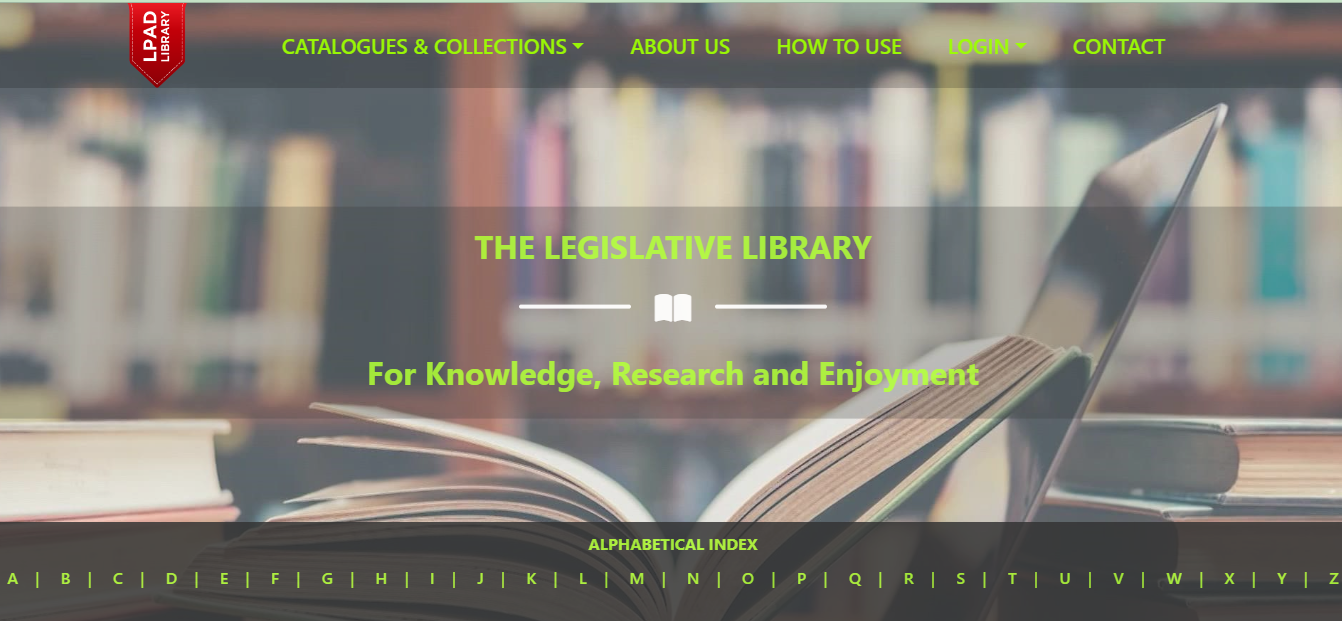 LPAD
LIBRARY
CATALOGUES & COLLECTIONS
ABOUT US
HOW TO USE
LOGIN
CONTACT
THE LEGISLATIVE LIBRARY
For Knowledge, Research and Enjoyment
ALPHABETICAL INDEX
A | B | C | D | E | F | G | H | I | J | K | L | M | N | O | P | Q | R | S | T | U | V | W | X | Y | Z